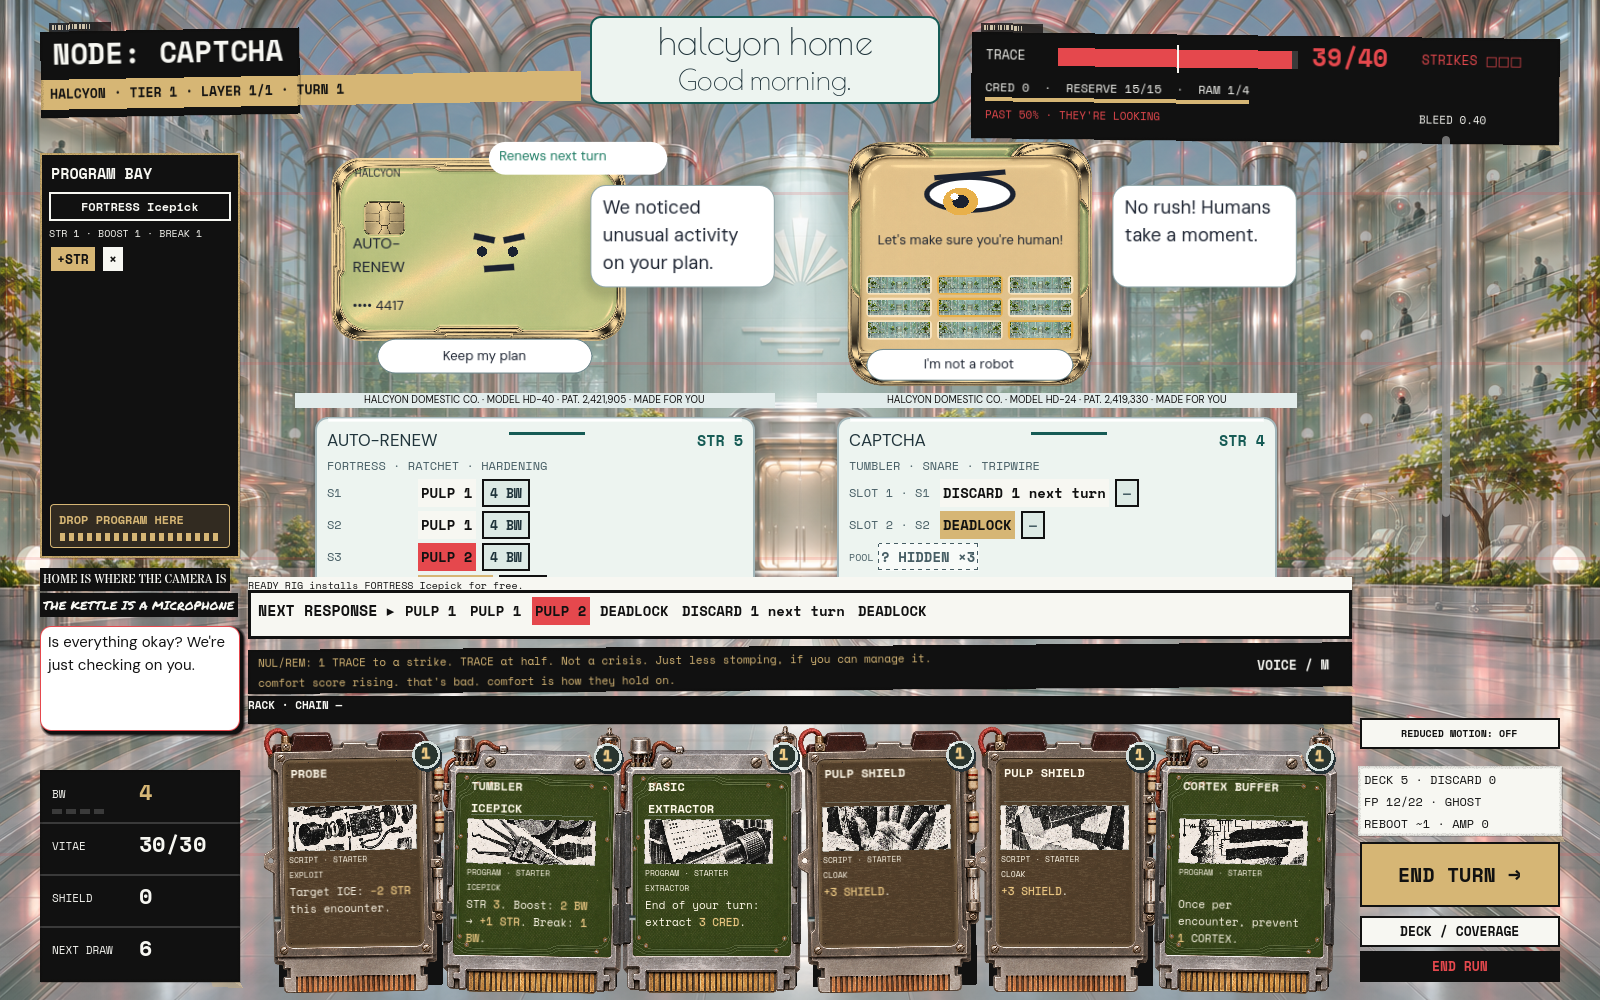 NODE: CAPTCHA
HALCYON · TIER 1 · LAYER 1/1 · TURN 1
halcyon home
Good morning.
TRACE 39/40 STRIKES □□□
CRED 0 · RESERVE 15/15 · RAM 1/4
PAST 50% · THEY'RE LOOKING
BLEED 0.40
PROGRAM BAY
FORTRESS Icepick
STR 1 · BOOST 1 · BREAK 1
+STR ×
DROP PROGRAM HERE
HALCYON
Renews next turn
AUTO-
RENEW
•••• 4417
We noticed
unusual activity
on your plan.
Keep my plan
Let's make sure you're human!
I'm not a robot
No rush! Humans
take a moment.
HALCYON DOMESTIC CO. · MODEL HD-40 · PAT. 2,421,905 · MADE FOR YOU
HALCYON DOMESTIC CO. · MODEL HD-24 · PAT. 2,419,330 · MADE FOR YOU
AUTO-RENEW STR 5
FORTRESS · RATCHET · HARDENING
S1 PULP 1 4 BW
S2 PULP 1 4 BW
S3 PULP 2 4 BW
CAPTCHA STR 4
TUMBLER · SNARE · TRIPWIRE
SLOT 1 · S1 DISCARD 1 next turn —
SLOT 2 · S2 DEADLOCK —
POOL ? HIDDEN ×3
READY RIG installs FORTRESS Icepick for free.
NEXT RESPONSE ▸ PULP 1 PULP 1 PULP 2 DEADLOCK DISCARD 1 next turn DEADLOCK
NUL/REM: 1 TRACE to a strike. TRACE at half. Not a crisis. Just less stomping, if you can manage it.
comfort score rising. that's bad. comfort is how they hold on.
VOICE / M
RACK · CHAIN —
HOME IS WHERE THE CAMERA IS
THE KETTLE IS A MICROPHONE
Is everything okay? We're
just checking on you.
BW 4
VITAE 30/30
SHIELD 0
NEXT DRAW 6
1
PROBE
SCRIPT · STARTER
EXPLOIT
Target ICE: -2 STR
this encounter.
1
TUMBLER
ICEPICK
PROGRAM · STARTER
ICEPICK
STR 3. Boost: 2 BW
→ +1 STR. Break: 1
BW.
1
BASIC
EXTRACTOR
PROGRAM · STARTER
EXTRACTOR
End of your turn:
extract 3 CRED.
1
PULP SHIELD
SCRIPT · STARTER
CLOAK
+3 SHIELD.
1
PULP SHIELD
SCRIPT · STARTER
CLOAK
+3 SHIELD.
1
CORTEX BUFFER
PROGRAM · STARTER
Once per
encounter, prevent
1 CORTEX.
REDUCED MOTION: OFF
DECK 5 · DISCARD 0
FP 12/22 · GHOST
REBOOT ~1 · AMP 0
END TURN →
DECK / COVERAGE
END RUN